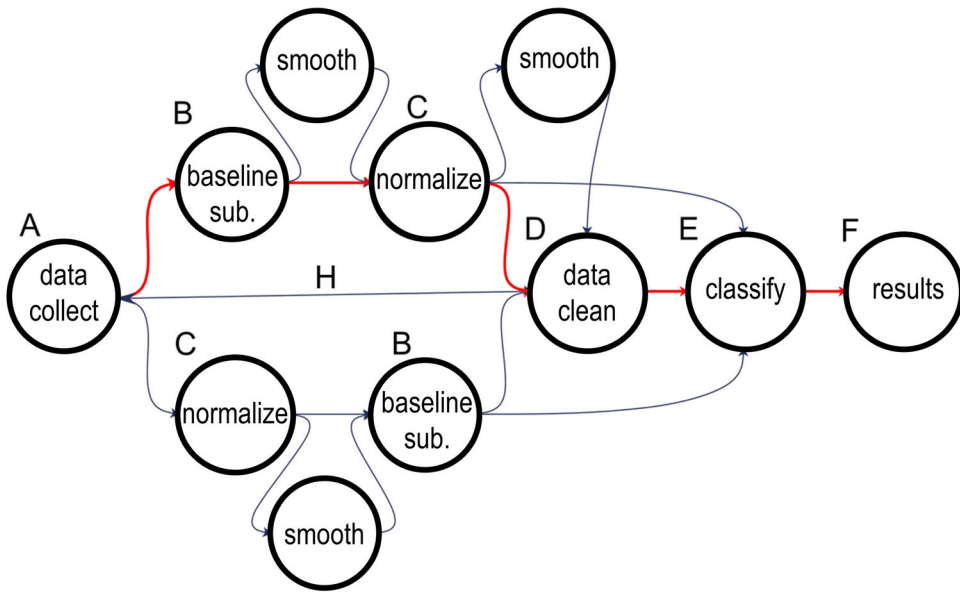 smooth
smooth
B
C
baseline
sub.
normalize
A
D
E
F
data
collect
H
data
clean
classify
results
C
B
normalize
baseline
sub.
smooth